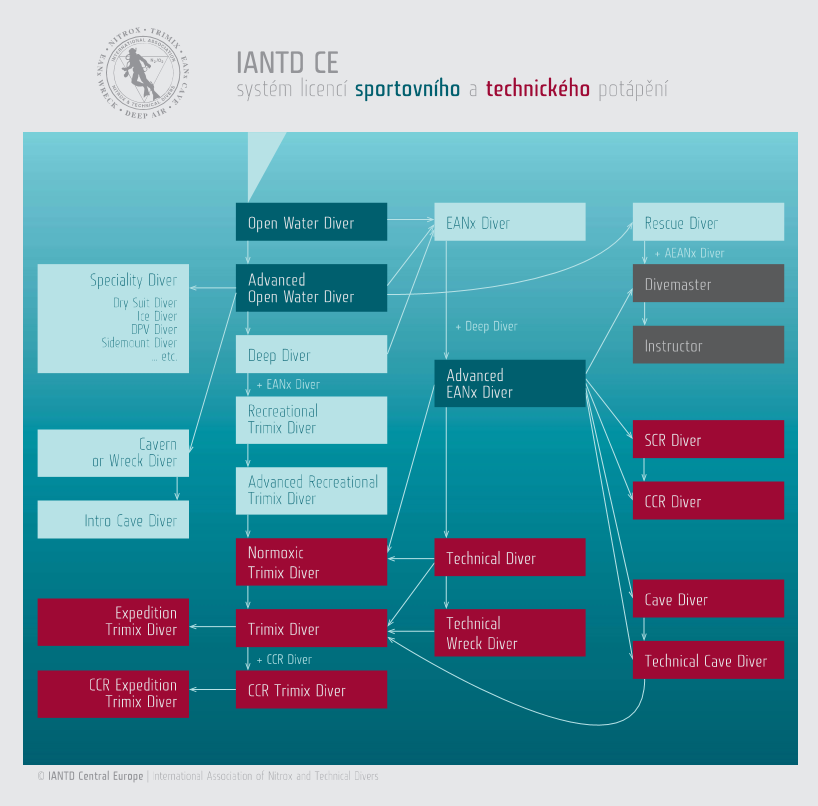 EANx WRECK • NITROX • TRIMIX • EANx CAVE • DEEP AIR •
INTERNATIONAL ASSOCIATION
NITROX & TECHNICAL DIVERS
IANTD CE
systém licencí sportovního a technického potápění
Open Water Diver
EANx Diver
Rescue Diver
+ AEANx Diver
Speciality Diver
Dry Suit Diver
Ice Diver
DPV Diver
Sidemount Diver
... etc.
Advanced
Open Water Diver
Divemaster
+ Deep Diver
Instructor
Deep Diver
+ EANx Diver
Advanced
EANx Diver
Recreational
Trimix Diver
Cavern
or Wreck Diver
SCR Diver
Advanced Recreational
Trimix Diver
CCR Diver
Intro Cave Diver
Normoxic
Trimix Diver
Technical Diver
Cave Diver
Expedition
Trimix Diver
Trimix Diver
Technical
Wreck Diver
+ CCR Diver
Technical Cave Diver
CCR Expedition
Trimix Diver
CCR Trimix Diver
© IANTD Central Europe | International Association of Nitrox and Technical Divers